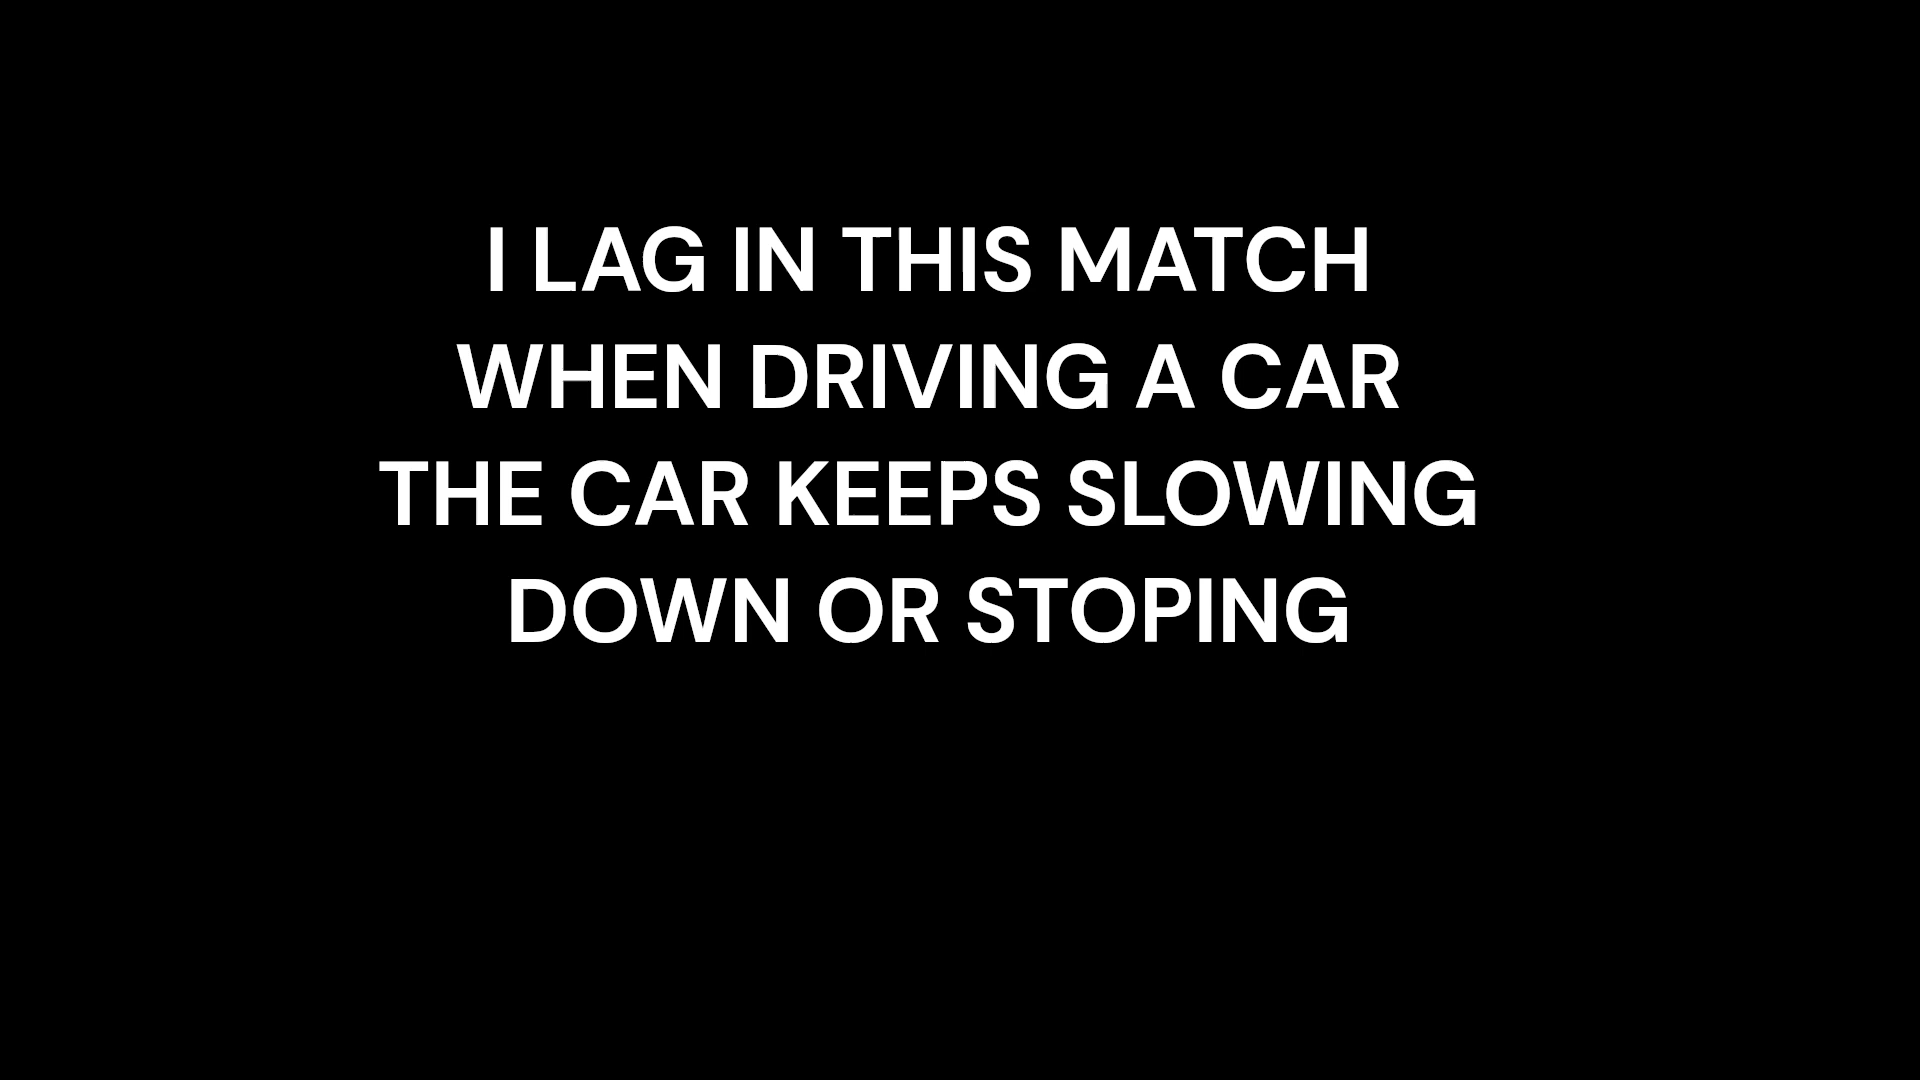 I LAG IN THIS MATCH
WHEN DRIVING A CAR
THE CAR KEEPS SLOWING
DOWN OR STOPING